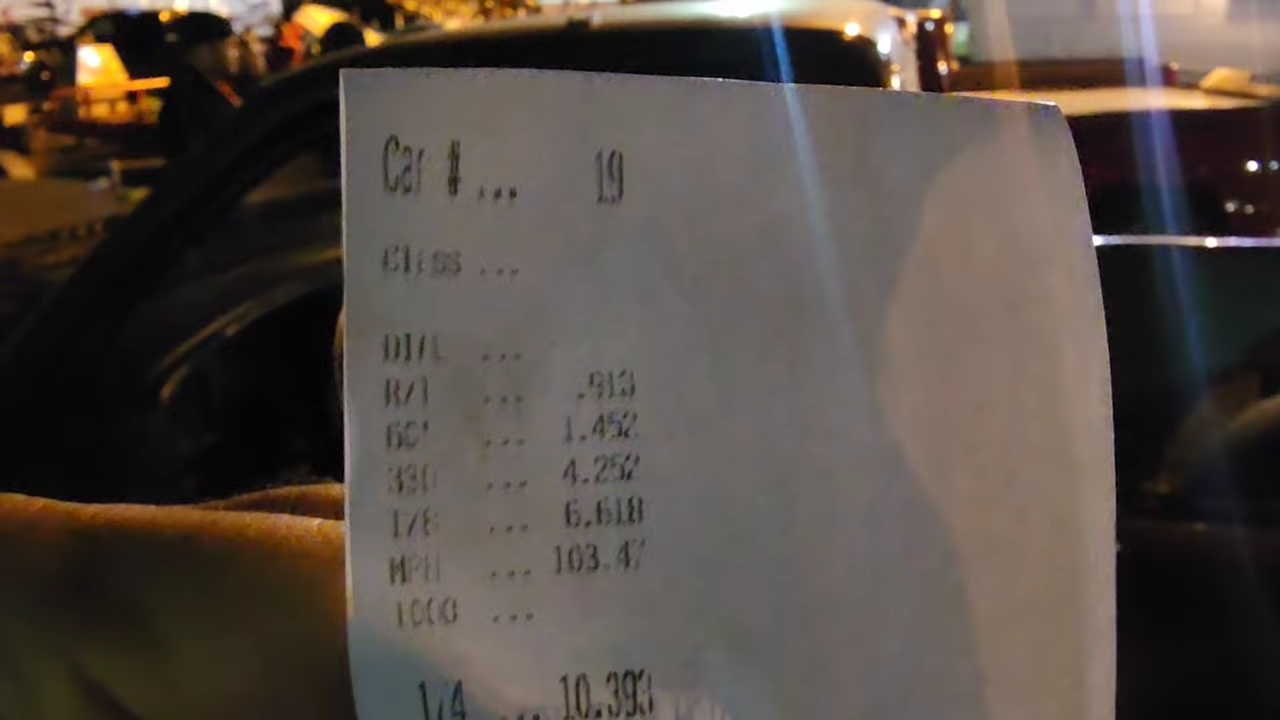 Car # ... 19
Class ...
DI/L ...
R/T ... .913
60' ... 1.452
330 ... 4.252
1/8 ... 6.618
MPH ... 103.47
1000 ...
1/4 ... 10.393